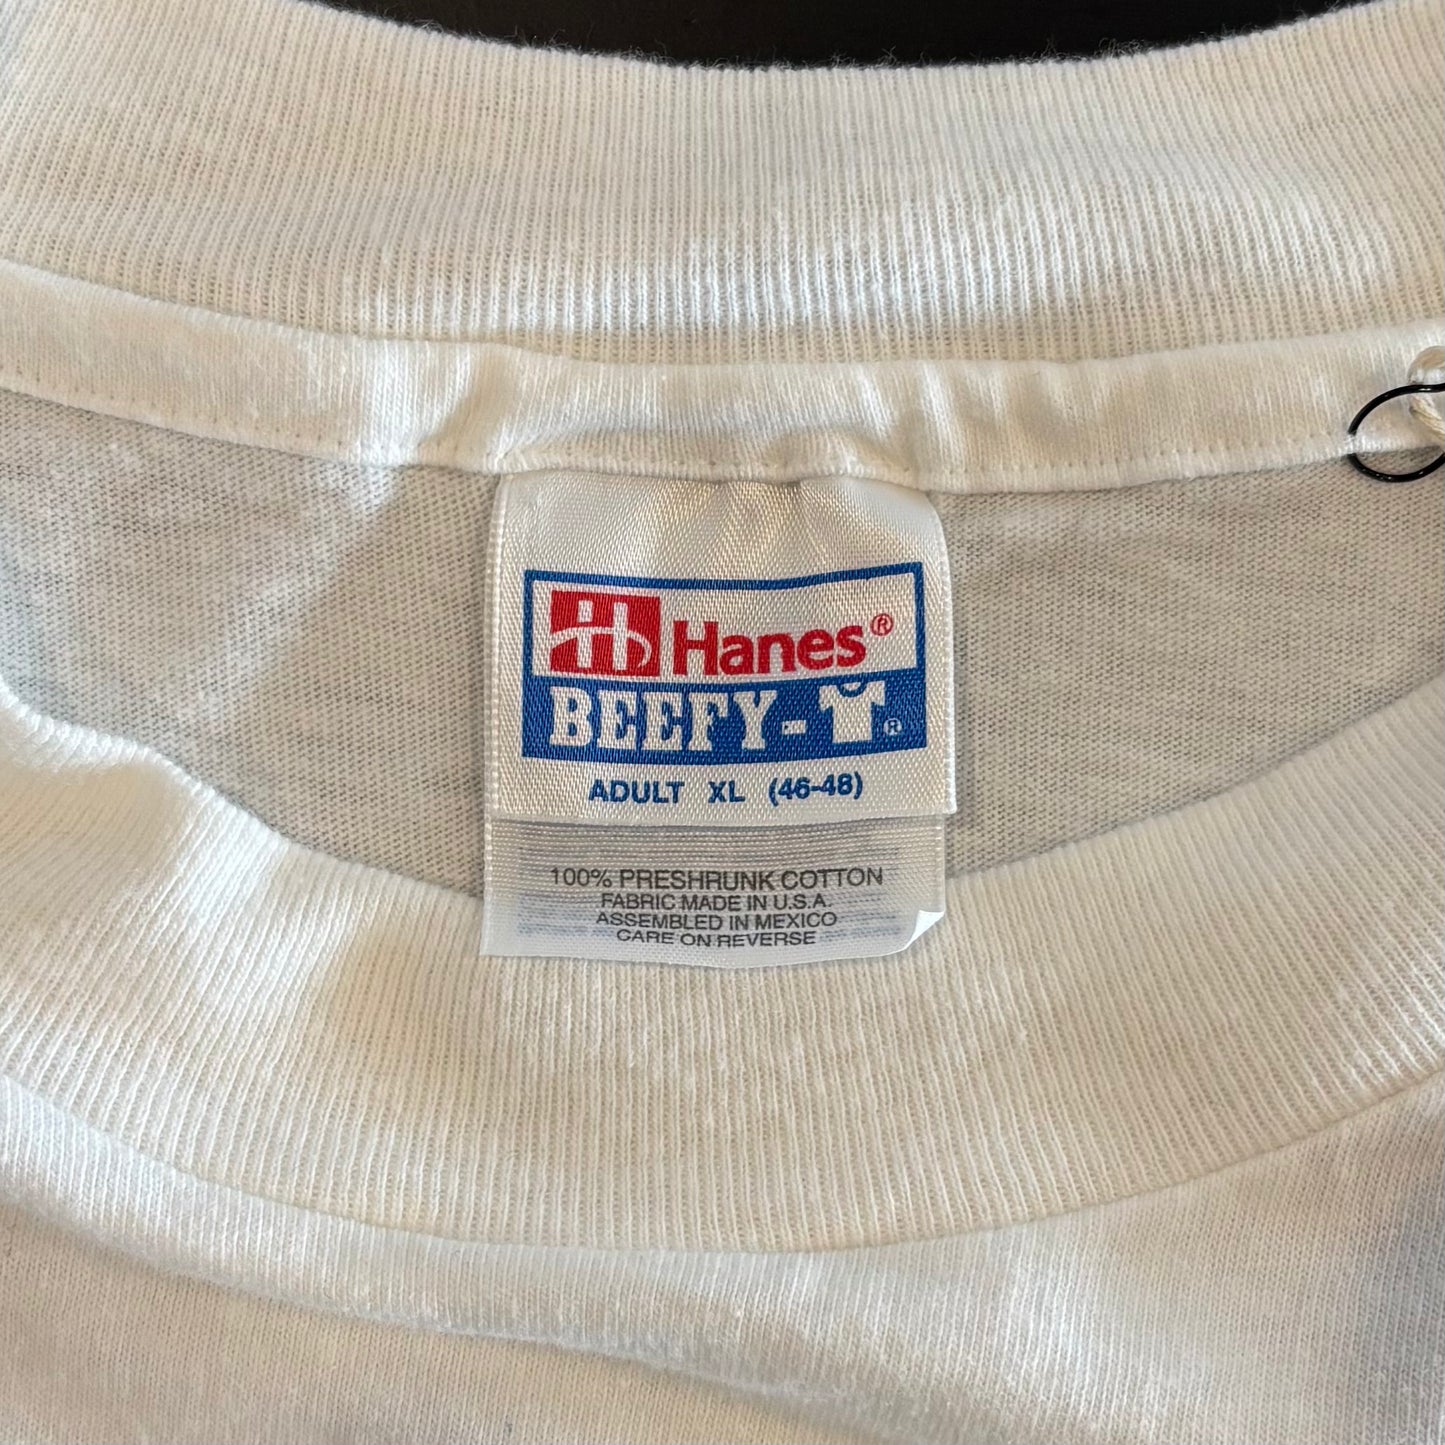 H Hanes®
BEEFY-T®
ADULT XL (46-48)
100% PRESHRUNK COTTON
FABRIC MADE IN U.S.A.
ASSEMBLED IN MEXICO
CARE ON REVERSE